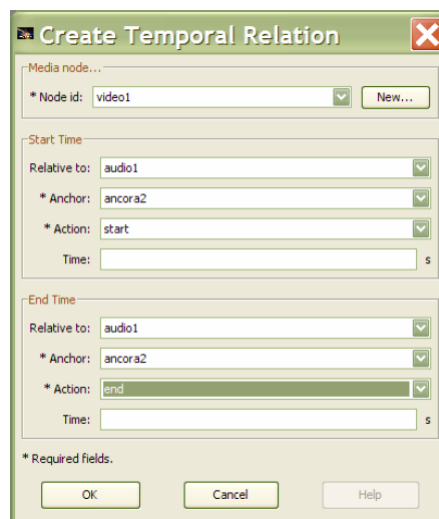 Create Temporal Relation
Media node...
* Node id: video1 New...
Start Time
Relative to: audio1
* Anchor: ancora2
* Action: start
Time: s
End Time
Relative to: audio1
* Anchor: ancora2
* Action: end
Time: s
* Required fields.
OK Cancel Help